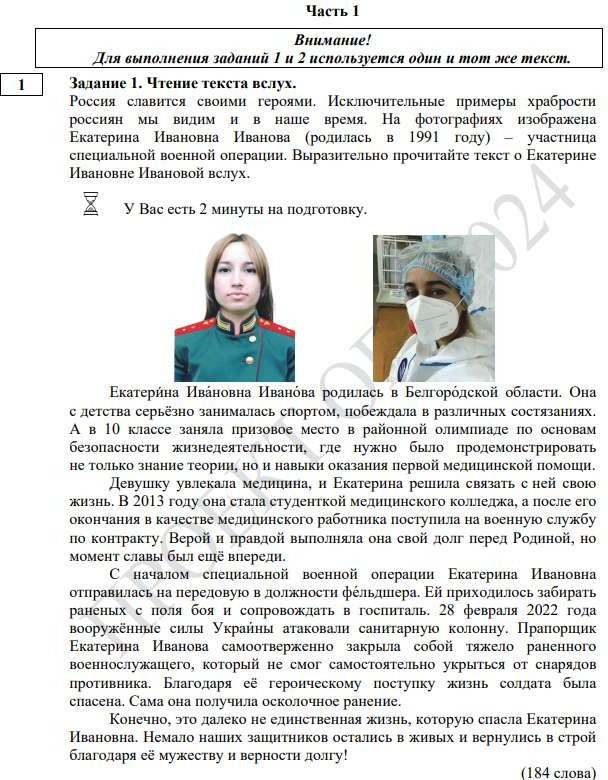 Часть 1
Внимание!
Для выполнения заданий 1 и 2 используется один и тот же текст.
1
Задание 1. Чтение текста вслух.
Россия славится своими героями. Исключительные примеры храбрости
россиян мы видим и в наше время. На фотографиях изображена
Екатерина Ивановна Иванова (родилась в 1991 году) – участница
специальной военной операции. Выразительно прочитайте текст о Екатерине
Ивановне Ивановой вслух.
У Вас есть 2 минуты на подготовку.
Екатери́на Ива́новна Ивано́ва родилась в Белгоро́дской области. Она
с детства серьёзно занималась спортом, побеждала в различных состязаниях.
А в 10 классе заняла призовое место в районной олимпиаде по основам
безопасности жизнедеятельности, где нужно было продемонстрировать
не только знание теории, но и навыки оказания первой медицинской помощи.
Девушку увлекала медицина, и Екатерина решила связать с ней свою
жизнь. В 2013 году она стала студенткой медицинского колледжа, а после его
окончания в качестве медицинского работника поступила на военную службу
по контракту. Верой и правдой выполняла она свой долг перед Родиной, но
момент славы был ещё впереди.
С началом специальной военной операции Екатерина Ивановна
отправилась на передовую в должности фе́льдшера. Ей приходилось забирать
раненых с поля боя и сопровождать в госпиталь. 28 февраля 2022 года
вооружённые силы Украи́ны атаковали санитарную колонну. Прапорщик
Екатерина Иванова самоотверженно закрыла собой тяжело раненного
военнослужащего, который не смог самостоятельно укрыться от снарядов
противника. Благодаря её героическому поступку жизнь солдата была
спасена. Сама она получила осколочное ранение.
Конечно, это далеко не единственная жизнь, которую спасла Екатерина
Ивановна. Немало наших защитников остались в живых и вернулись в строй
благодаря её мужеству и верности долгу!
(184 слова)